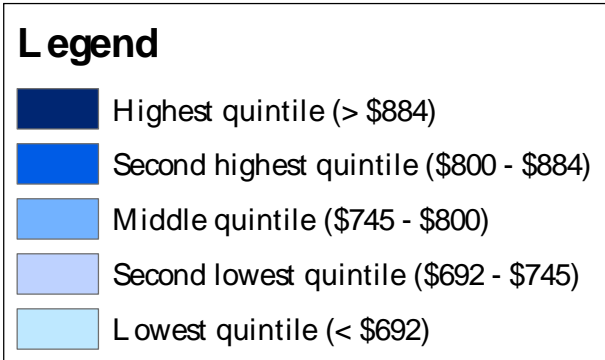 Legend
Highest quintile (> $884)
Second highest quintile ($800 - $884)
Middle quintile ($745 - $800)
Second lowest quintile ($692 - $745)
Lowest quintile (< $692)